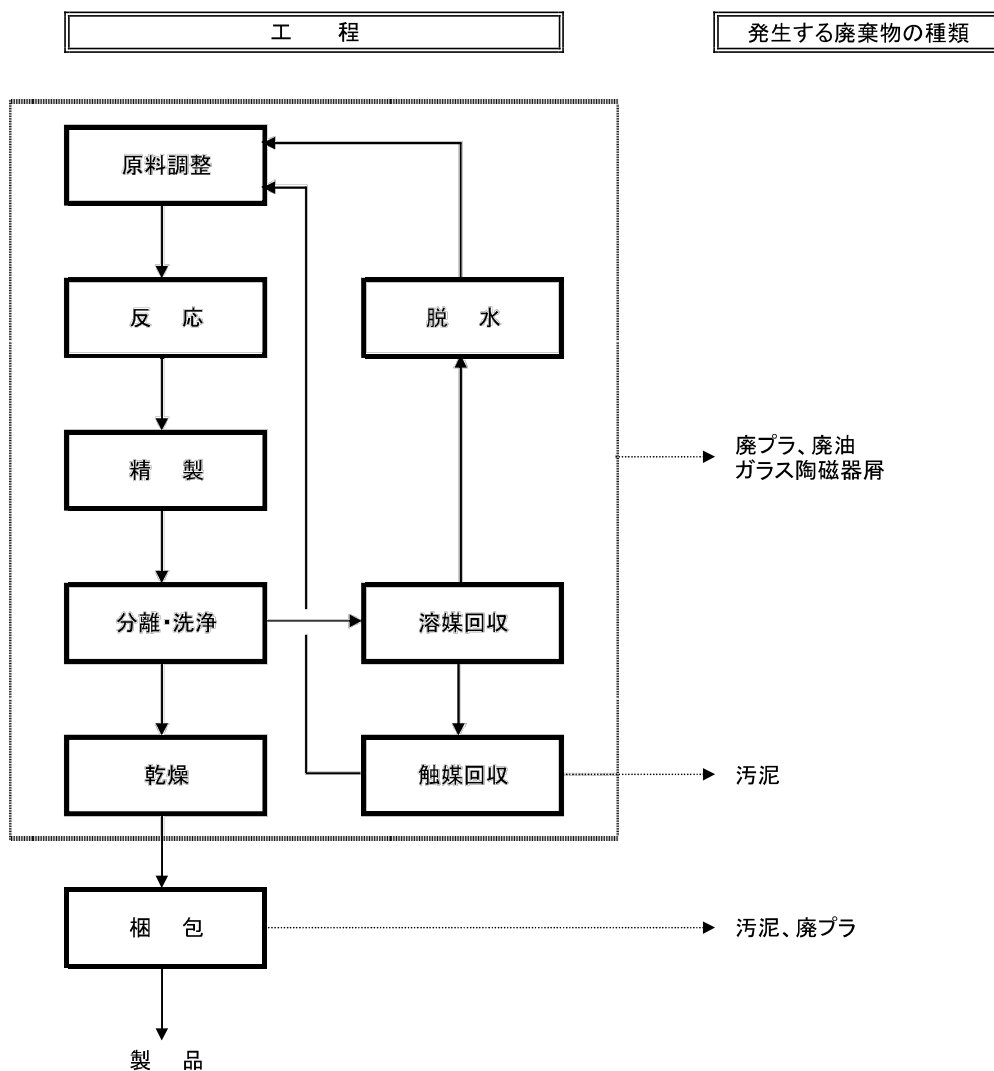 工　程
発生する廃棄物の種類
原料調整
反　応
脱　水
精　製
廃プラ、廃油
ガラス陶磁器屑
分離・洗浄
溶媒回収
乾燥
触媒回収
汚泥
梱　包
汚泥、廃プラ
製　品